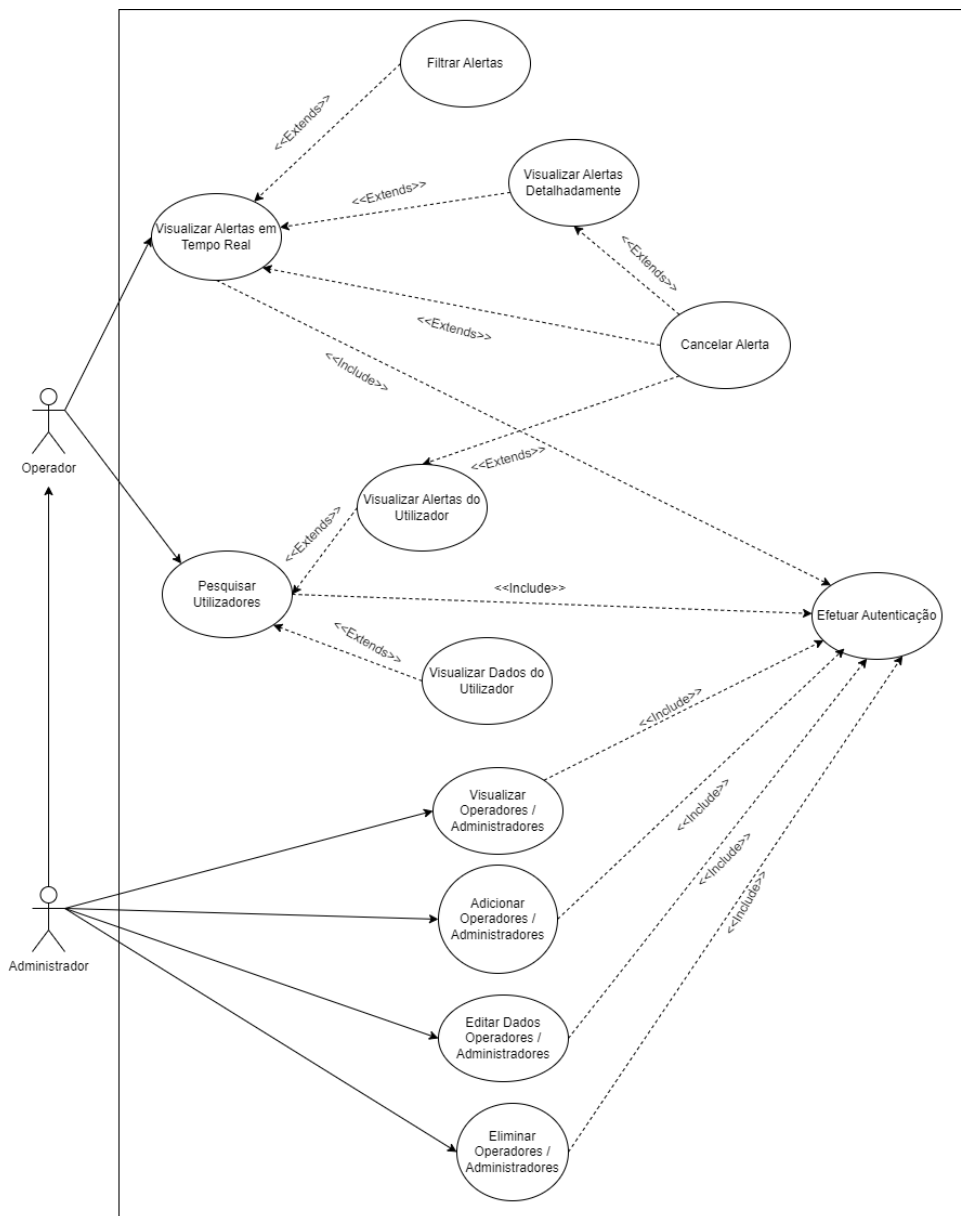 Filtrar Alertas
<<Extends>>
Visualizar Alertas
Detalhadamente
<<Extends>>
Visualizar Alertas em
Tempo Real
<<Extends>>
<<Extends>>
Cancelar Alerta
<<Include>>
Operador
<<Extends>>
Visualizar Alertas do
Utilizador
<<Extends>>
Pesquisar
Utilizadores
<<Include>>
Efetuar Autenticação
<<Extends>>
Visualizar Dados do
Utilizador
<<Include>>
Visualizar
Operadores /
Administradores
<<Include>>
<<Include>>
Adicionar
Operadores /
Administradores
<<Include>>
Administrador
Editar Dados
Operadores /
Administradores
Eliminar
Operadores /
Administradores